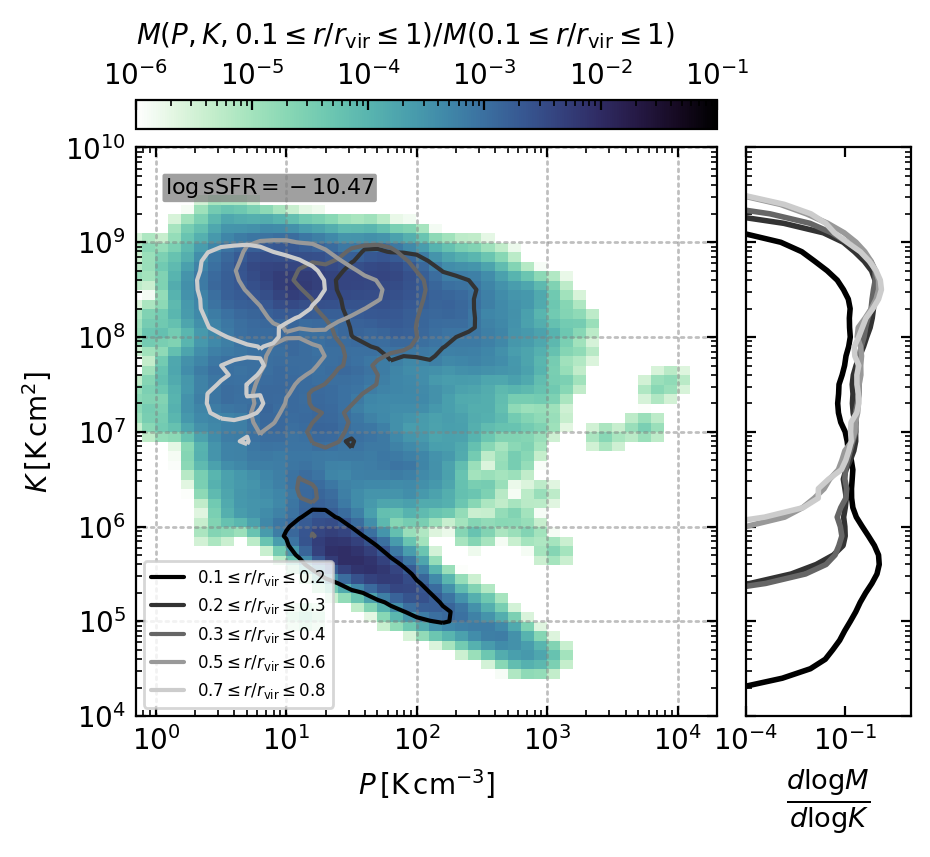 M(P, K, 0.1 ≤ r/r_vir ≤ 1)/M(0.1 ≤ r/r_vir ≤ 1)
10^−6 10^−5 10^−4 10^−3 10^−2 10^−1
10^10
log sSFR = −10.47
10^9
10^8
10^7
K [K cm^2]
10^6
0.1 ≤ r/r_vir ≤ 0.2
0.2 ≤ r/r_vir ≤ 0.3
10^5
0.3 ≤ r/r_vir ≤ 0.4
0.5 ≤ r/r_vir ≤ 0.6
0.7 ≤ r/r_vir ≤ 0.8
10^4
10^0 10^1 10^2 10^3 10^4 10^−4 10^−1
P [K cm^−3]
dlogM
dlogK